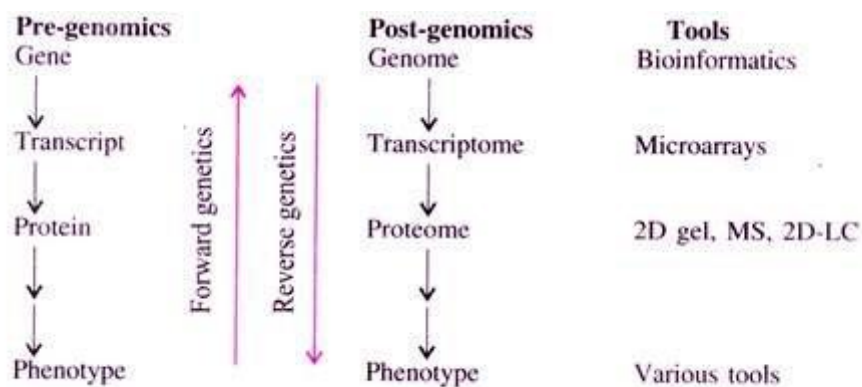 Pre-genomics Post-genomics Tools
Gene Genome Bioinformatics
Transcript Transcriptome Microarrays
Protein Proteome 2D gel, MS, 2D-LC
Forward genetics
Reverse genetics
Phenotype Phenotype Various tools